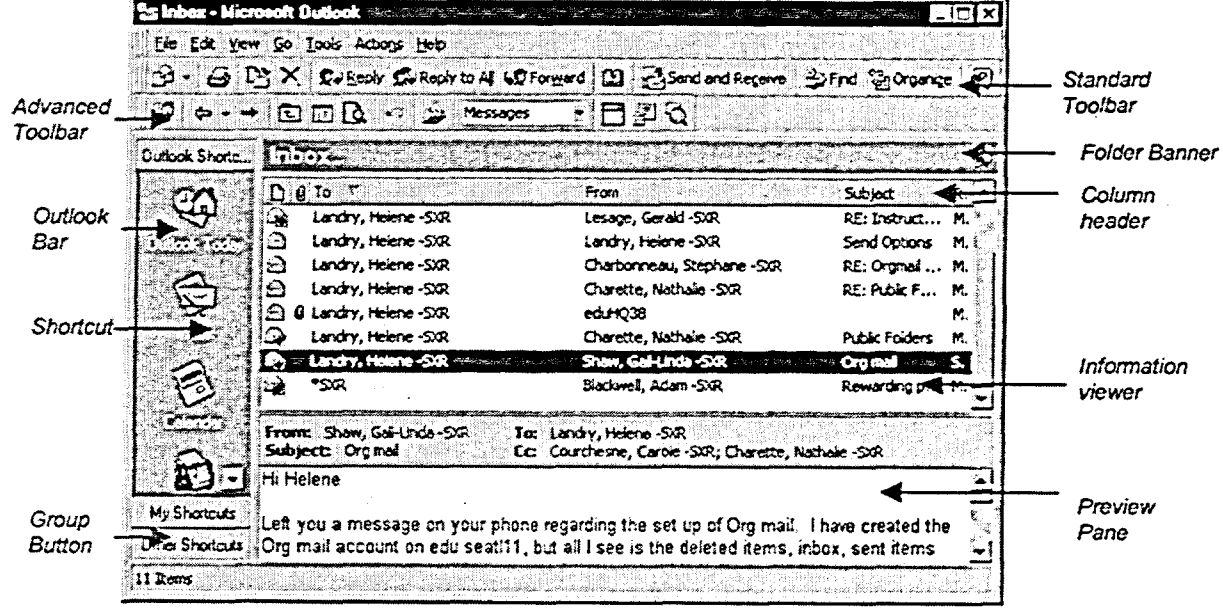 Inbox - Microsoft Outlook
File Edit View Go Tools Actions Help
Reply Reply to All Forward Send and Receive Find Organize
Standard Toolbar
Advanced Toolbar
Messages
Outlook Shortc...
Inbox
Folder Banner
To From Subject
Column header
Outlook Bar
Landry, Helene -SXR Lesage, Gerald -SXR RE: Instruct... M.
Landry, Helene -SXR Landry, Helene -SXR Send Options M.
Landry, Helene -SXR Charbonneau, Stephane -SXR RE: Orgmail ... M.
Landry, Helene -SXR Charette, Nathalie -SXR RE: Public F... M.
Landry, Helene -SXR eduHQ38 M.
Shortcut
Landry, Helene -SXR Charette, Nathalie -SXR Public Folders M.
Landry, Helene -SXR Shaw, Gail-Linda -SXR Org mail S.
*SXR Blackwell, Adam -SXR Rewarding p... M.
Information viewer
From: Shaw, Gail-Linda -SXR To: Landry, Helene -SXR
Subject: Org mail Cc: Courchesne, Carole -SXR; Charette, Nathalie -SXR
Hi Helene
Preview Pane
My Shortcuts
Group Button
Other Shortcuts
Left you a message on your phone regarding the set up of Org mail. I have created the
Org mail account on edu seat!11, but all I see is the deleted items, inbox, sent items
11 Items